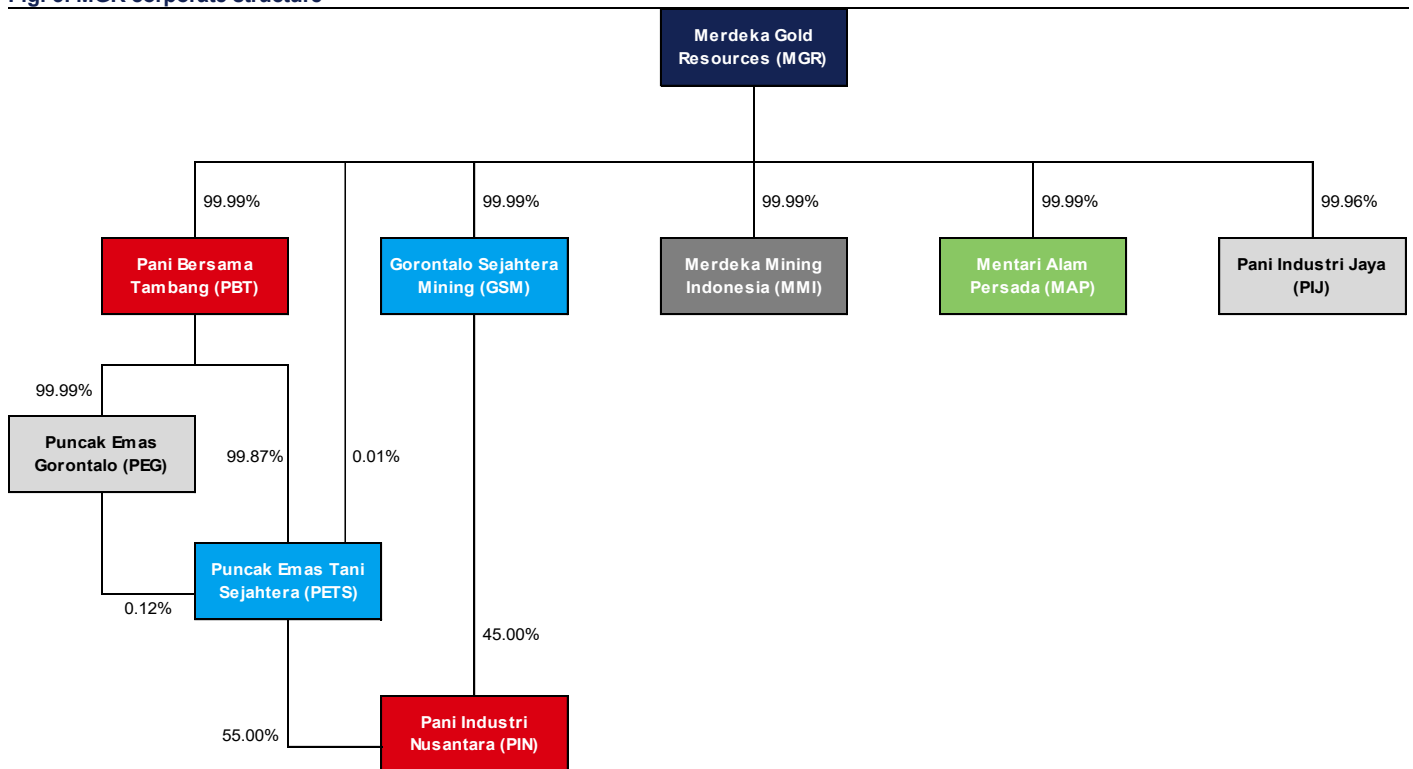 MGR corporate structure
Merdeka Gold
Resources (MGR)
99.99%
99.99%
99.99%
99.99%
99.96%
Pani Bersama
Tambang (PBT)
Gorontalo Sejahtera
Mining (GSM)
Merdeka Mining
Indonesia (MMI)
Mentari Alam
Persada (MAP)
Pani Industri Jaya
(PIJ)
99.99%
Puncak Emas
Gorontalo (PEG)
99.87%
0.01%
Puncak Emas Tani
Sejahtera (PETS)
0.12%
45.00%
Pani Industri
Nusantara (PIN)
55.00%